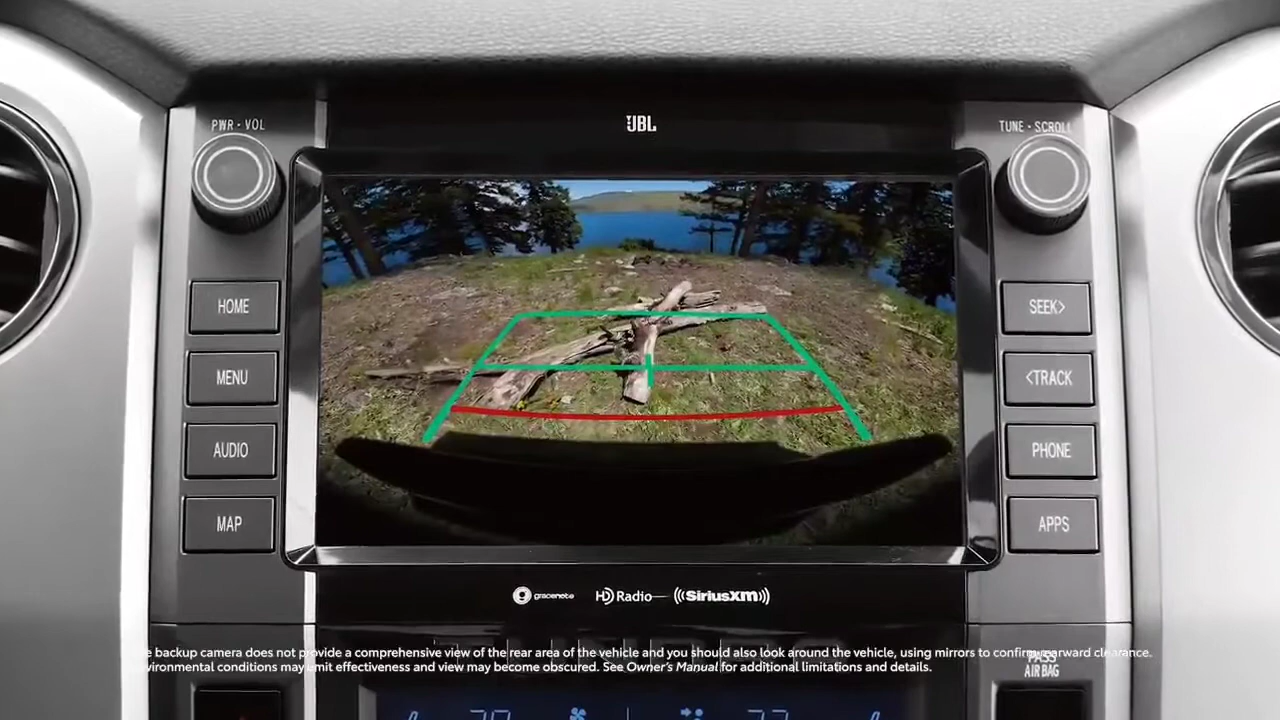 PWR • VOL
JBL
TUNE • SCROLL
HOME
SEEK>
MENU
<TRACK
AUDIO
PHONE
MAP
APPS
gracenote
HD Radio
SiriusXM
TUNDRA
backup camera does not provide a comprehensive view of the rear area of the vehicle and you should also look around the vehicle, using mirrors to confirm rearward clearance.
vironmental conditions may limit effectiveness and view may become obscured. See Owner's Manual for additional limitations and details.
PASS
AIR BAG